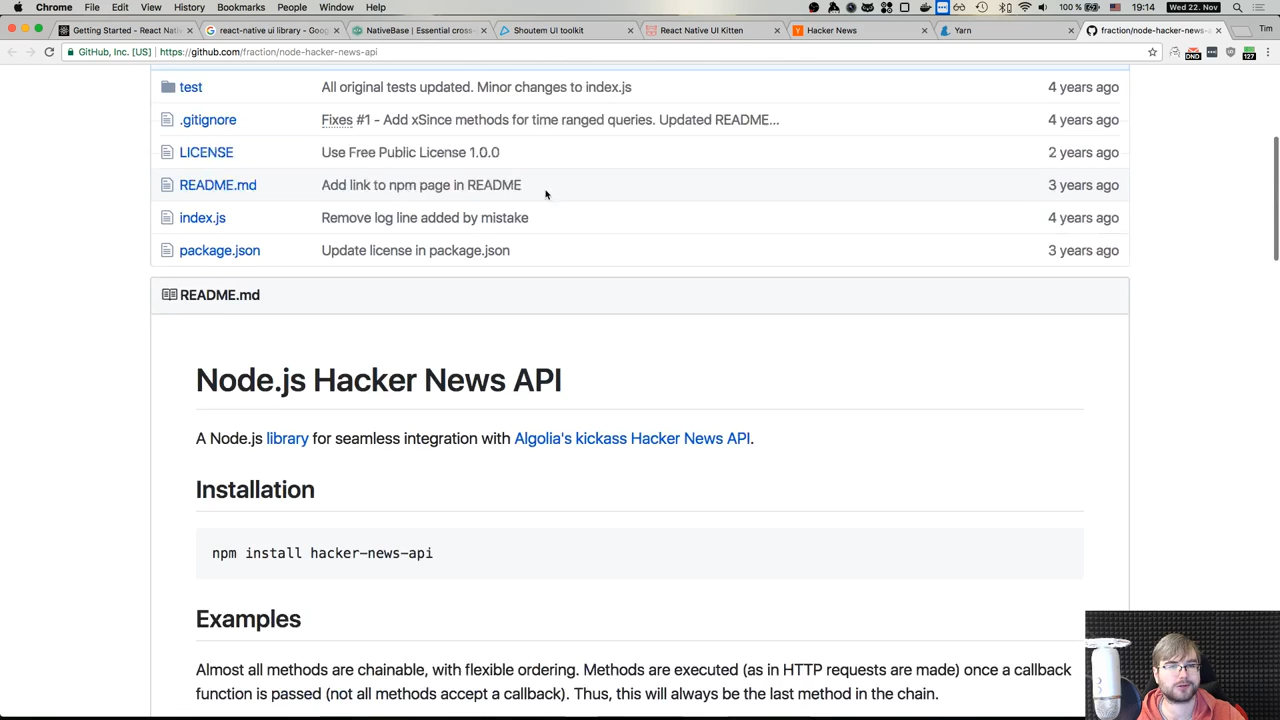 Chrome File Edit View History Bookmarks People Window Help 100 % 19:14 Wed 22. Nov
Getting Started - React Nativ react-native ui library - Goog NativeBase | Essential cross- Shoutem UI toolkit React Native UI Kitten Hacker News Yarn fraction/node-hacker-news-a Tim
GitHub, Inc. [US] https://github.com/fraction/node-hacker-news-api DND 127
test All original tests updated. Minor changes to index.js 4 years ago
.gitignore Fixes #1 - Add xSince methods for time ranged queries. Updated README... 4 years ago
LICENSE Use Free Public License 1.0.0 2 years ago
README.md Add link to npm page in README 3 years ago
index.js Remove log line added by mistake 4 years ago
package.json Update license in package.json 3 years ago
README.md
Node.js Hacker News API
A Node.js library for seamless integration with Algolia's kickass Hacker News API.
Installation
npm install hacker-news-api
Examples
Almost all methods are chainable, with flexible ordering. Methods are executed (as in HTTP requests are made) once a callback
function is passed (not all methods accept a callback). Thus, this will always be the last method in the chain.